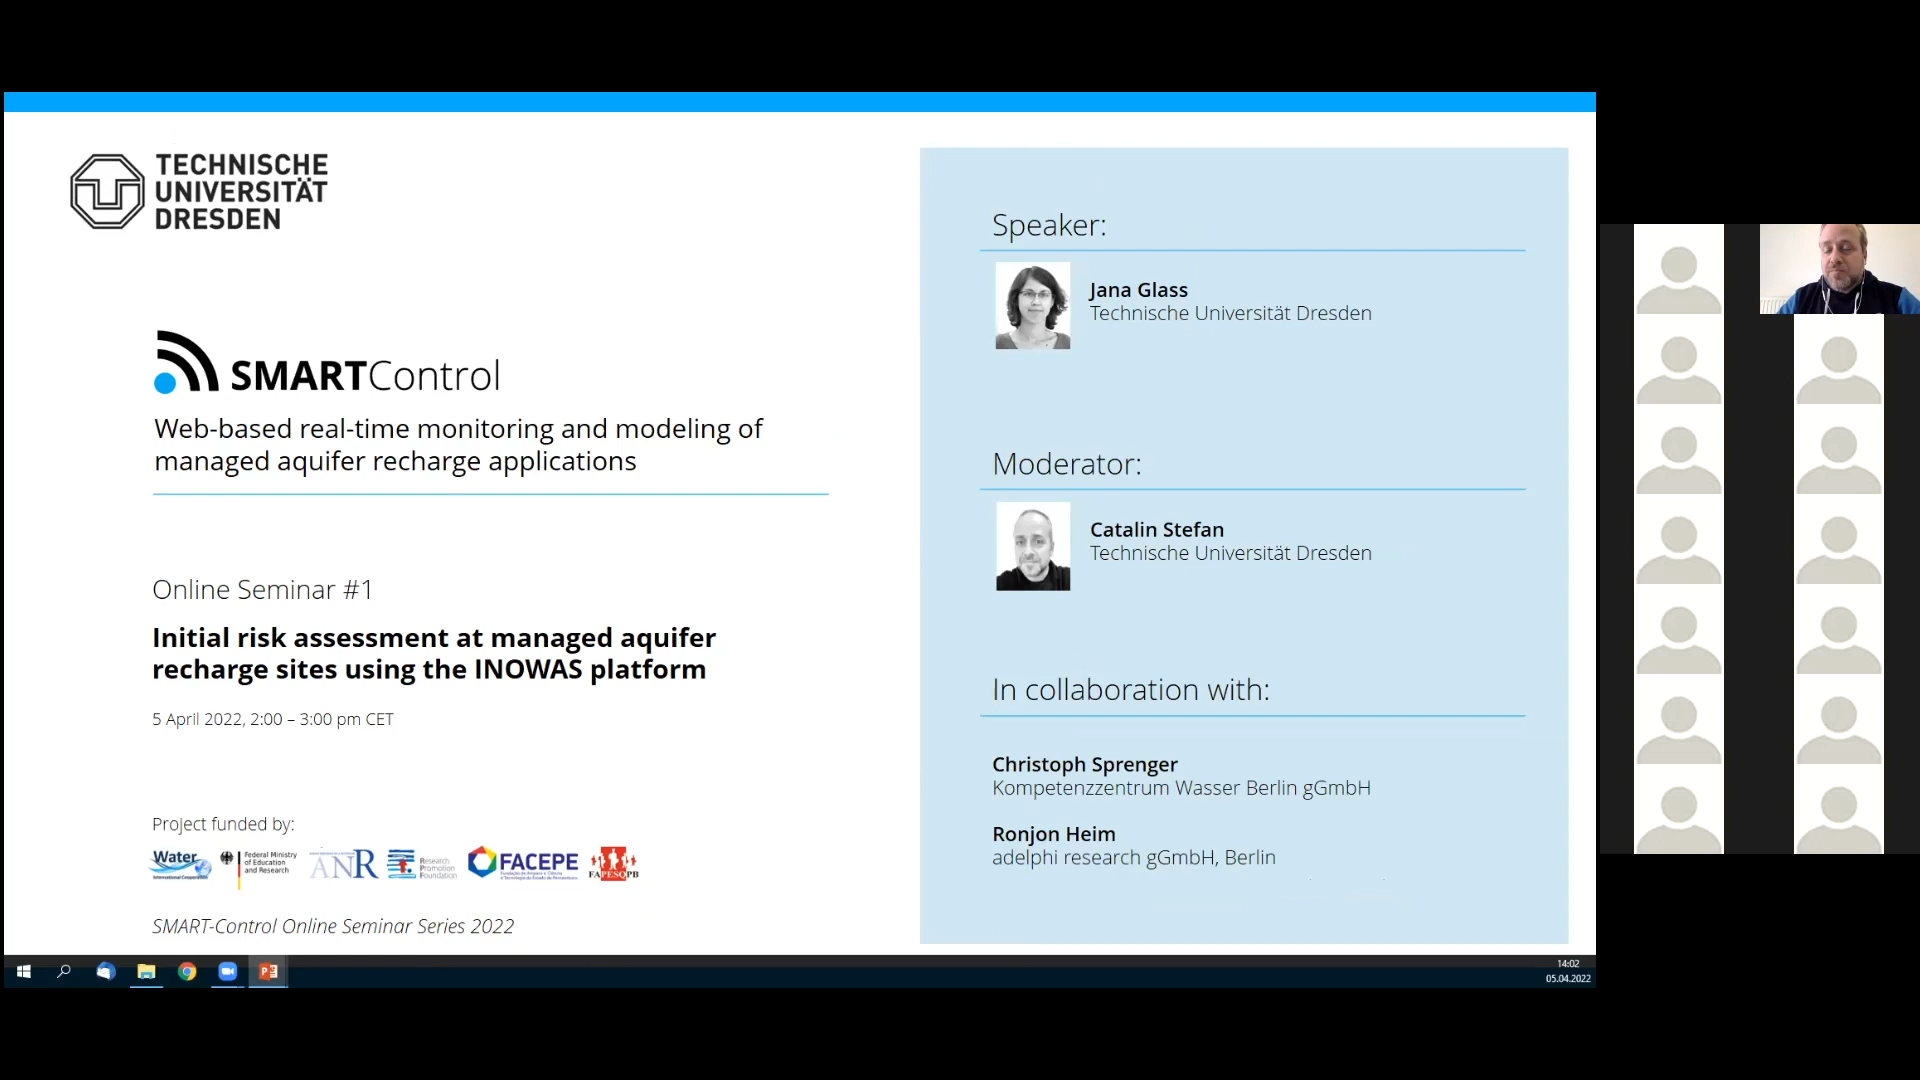 TECHNISCHE
UNIVERSITÄT
DRESDEN
SMARTControl
Web-based real-time monitoring and modeling of
managed aquifer recharge applications
Online Seminar #1
Initial risk assessment at managed aquifer
recharge sites using the INOWAS platform
5 April 2022, 2:00 – 3:00 pm CET
Project funded by:
Water
International Cooperation
Federal Ministry
of Education
and Research
ANR
Research
Promotion
Foundation
FACEPE
FAPESQPB
SMART-Control Online Seminar Series 2022
Speaker:
Jana Glass
Technische Universität Dresden
Moderator:
Catalin Stefan
Technische Universität Dresden
In collaboration with:
Christoph Sprenger
Kompetenzzentrum Wasser Berlin gGmbH
Ronjon Heim
adelphi research gGmbH, Berlin
14:02
05.04.2022